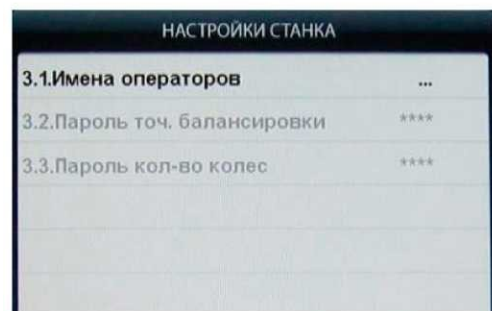 НАСТРОЙКИ СТАНКА
3.1.Имена операторов ...
3.2.Пароль точ. балансировки ****
3.3.Пароль кол-во колес ****